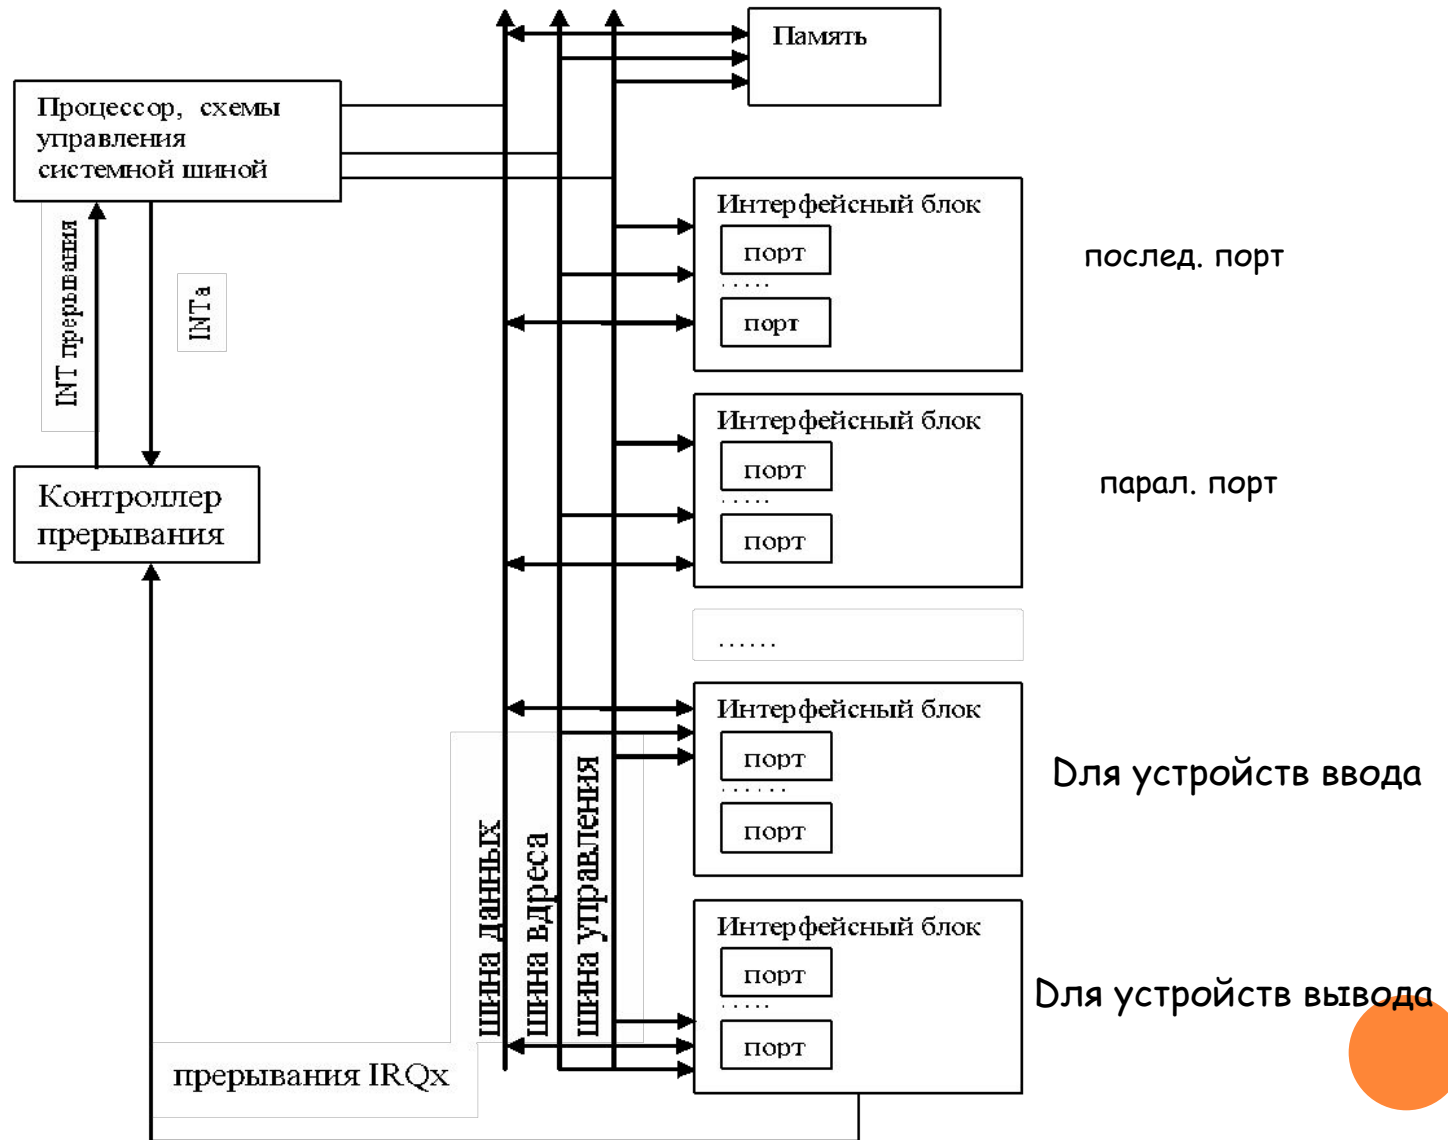 Память
Процессор, схемы
управления
системной шиной
INT прерывания
INTa
Контроллер
прерывания
Интерфейсный блок
порт
.....
порт
послед. порт
Интерфейсный блок
порт
.....
порт
парал. порт
......
Интерфейсный блок
порт
......
порт
Dля устройств ввода
Интерфейсный блок
порт
.....
порт
Dля устройств вывода
шина данных
шина вдреса
шина управления
прерывания IRQx